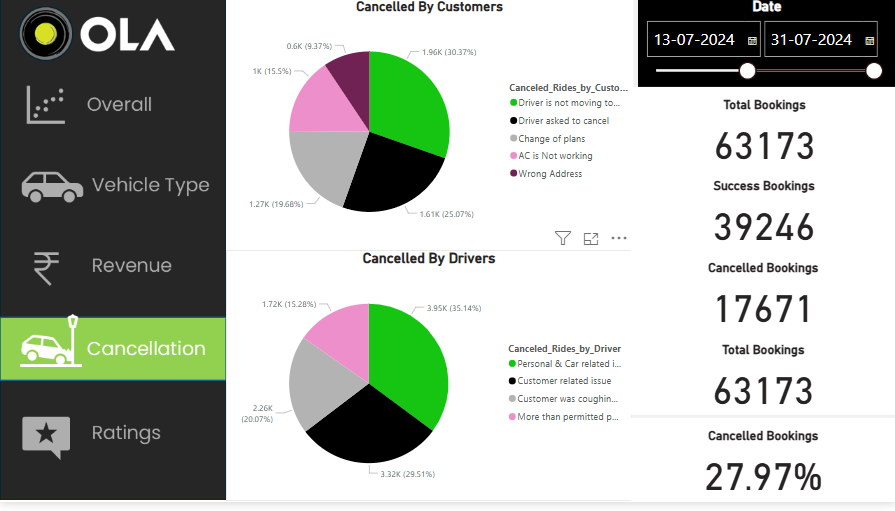 OLA
Overall
Vehicle Type
Revenue
Cancellation
Ratings
Cancelled By Customers
0.6K (9.37%)
1.96K (30.37%)
1K (15.5%)
1.27K (19.68%)
1.61K (25.07%)
Canceled_Rides_by_Custo...
Driver is not moving to...
Driver asked to cancel
Change of plans
AC is Not working
Wrong Address
Cancelled By Drivers
1.72K (15.28%)
3.95K (35.14%)
2.26K
(20.07%)
3.32K (29.51%)
Canceled_Rides_by_Driver
Personal & Car related i...
Customer related issue
Customer was coughin...
More than permitted p...
Date
13-07-2024
31-07-2024
Total Bookings
63173
Success Bookings
39246
Cancelled Bookings
17671
Total Bookings
63173
Cancelled Bookings
27.97%